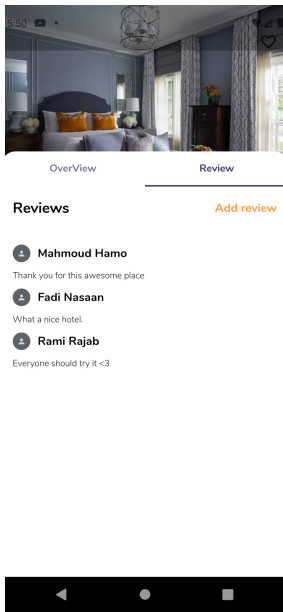 5:50
OverView
Review
Reviews
Add review
Mahmoud Hamo
Thank you for this awesome place
Fadi Nasaan
What a nice hotel.
Rami Rajab
Everyone should try it <3